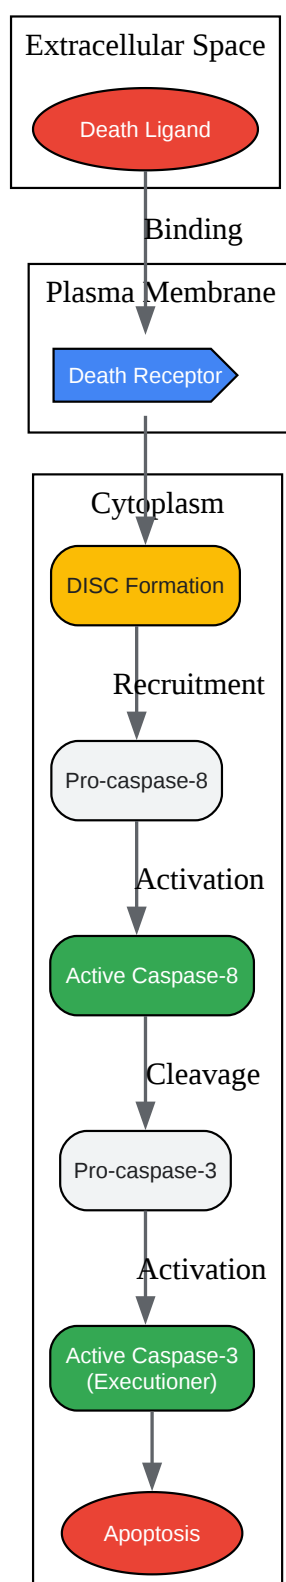 Extracellular Space
Death Ligand
Binding
Plasma Membrane
Death Receptor
Cytoplasm
DISC Formation
Recruitment
Pro-caspase-8
Activation
Active Caspase-8
Cleavage
Pro-caspase-3
Activation
Active Caspase-3
(Executioner)
Apoptosis